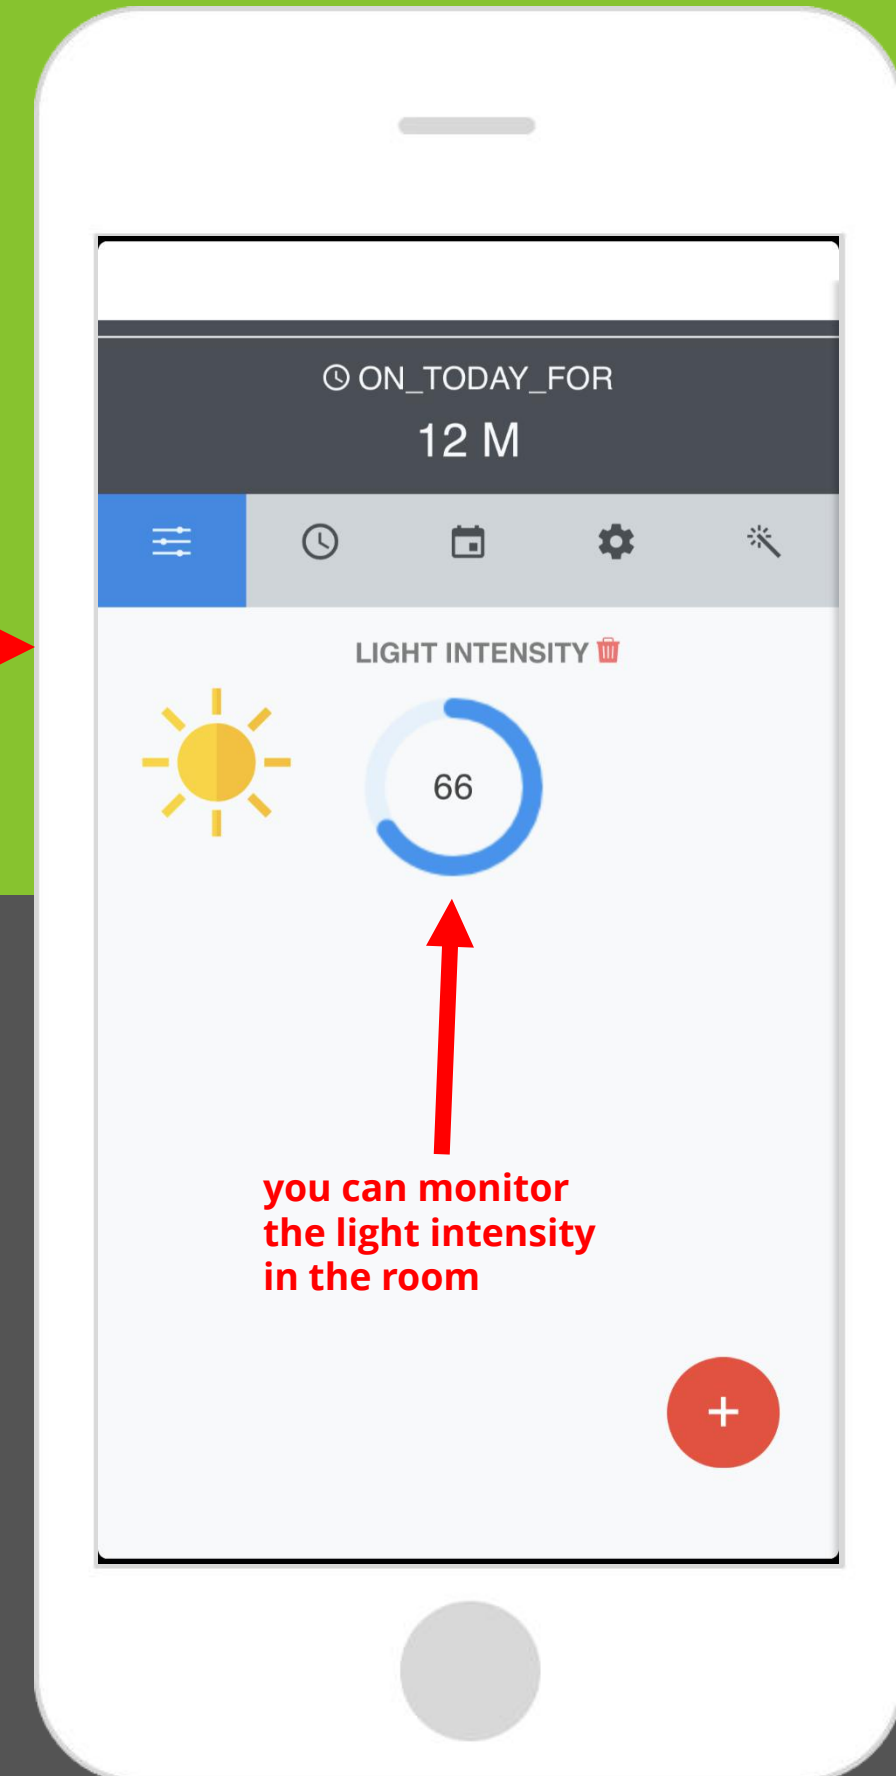 ON_TODAY_FOR
12 M
LIGHT INTENSITY
66
you can monitor
the light intensity
in the room
+